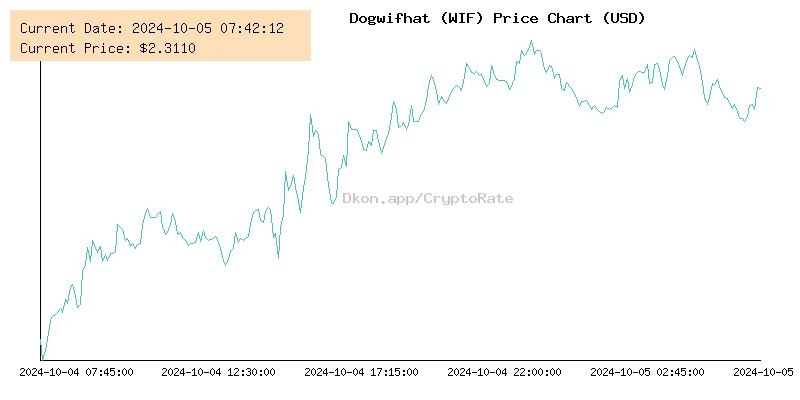 Dogwifhat (WIF) Price Chart (USD)
Current Date: 2024-10-05 07:42:12
Current Price: $2.3110
Dkon.app/CryptoRate
2024-10-04 07:45:00 2024-10-04 12:30:00 2024-10-04 17:15:00 2024-10-04 22:00:00 2024-10-05 02:45:00 2024-10-05